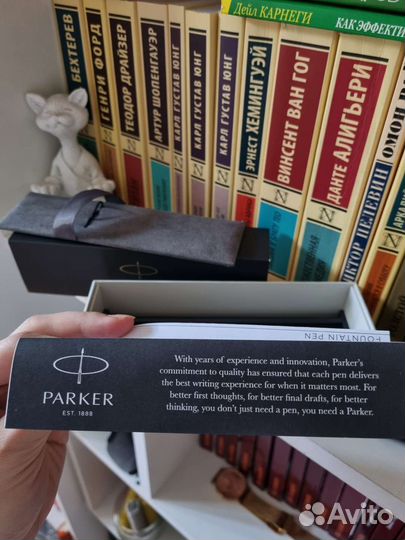 Дейл КАРНЕГИ
КАК ЭФФЕКТИ
БЕХТЕРЕВ
ГЕНРИ ФОРД
ТЕОДОР ДРАЙЗЕР
АРТУР ШОПЕНГАУЭР
КАРЛ ГУСТАВ ЮНГ
КАРЛ ГУСТАВ ЮНГ
КАРЛ ГУСТАВ ЮНГ
ЭРНЕСТ ХЕМИНГУЭЙ
ВИНСЕНТ ВАН ГОГ
ДАНТЕ АЛИГЬЕРИ
ВИКТОР ПЕЛЕВИН
FOUNTAIN PEN
PARKER
EST. 1888
With years of experience and innovation, Parker's
commitment to quality has ensured that each pen delivers
the best writing experience for when it matters most. For
better first thoughts, for better final drafts, for better
thinking, you don't just need a pen, you need a Parker.
Avito